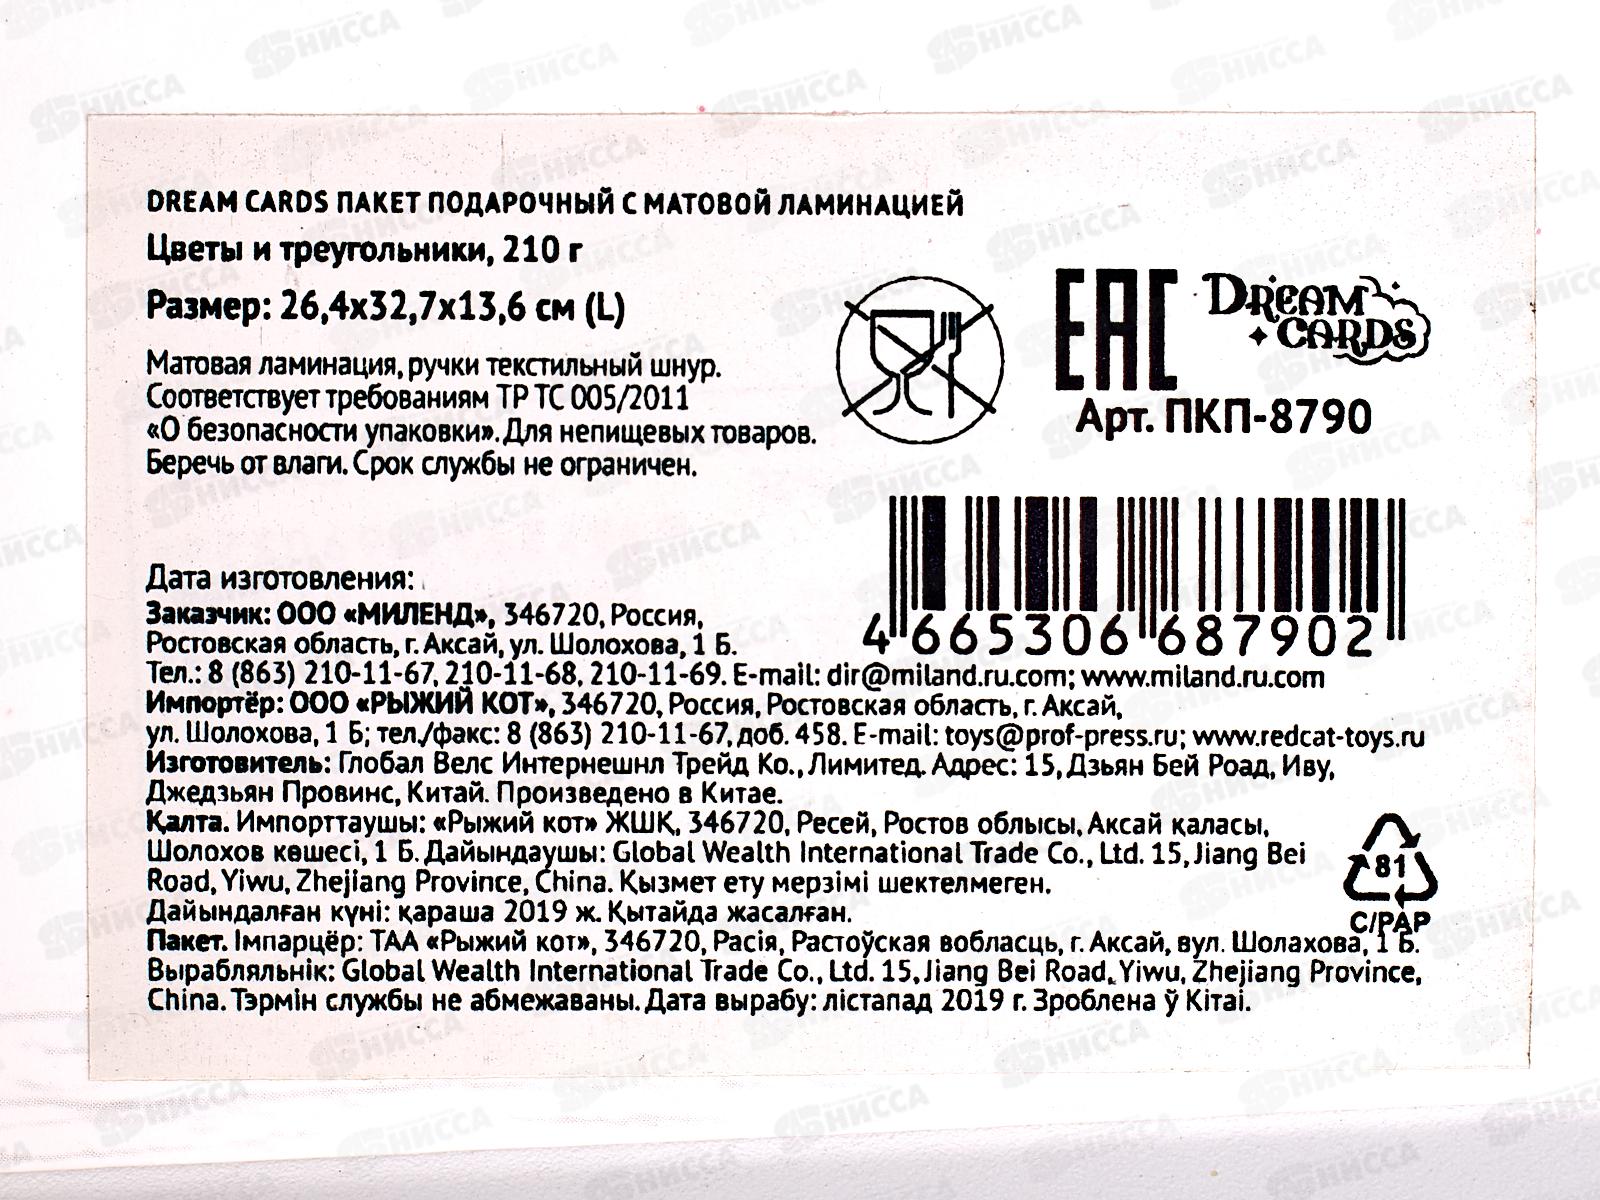 DREAM CARDS ПАКЕТ ПОДАРОЧНЫЙ С МАТОВОЙ ЛАМИНАЦИЕЙ
Цветы и треугольники, 210 г
Размер: 26,4х32,7х13,6 см (L)
Матовая ламинация, ручки текстильный шнур.
Соответствует требованиям ТР ТС 005/2011
«О безопасности упаковки». Для непищевых товаров.
Беречь от влаги. Срок службы не ограничен.
EAC
DREAM
CARDS
Арт. ПКП-8790
4 665306 687902
Дата изготовления:
Заказчик: ООО «МИЛЕНД», 346720, Россия,
Ростовская область, г. Аксай, ул. Шолохова, 1 Б.
Тел.: 8 (863) 210-11-67, 210-11-68, 210-11-69. E-mail: dir@miland.ru.com; www.miland.ru.com
Импортёр: ООО «РЫЖИЙ КОТ», 346720, Россия, Ростовская область, г. Аксай,
ул. Шолохова, 1 Б; тел./факс: 8 (863) 210-11-67, доб. 458. E-mail: toys@prof-press.ru; www.redcat-toys.ru
Изготовитель: Глобал Велс Интернешнл Трейд Ко., Лимитед. Адрес: 15, Дзьян Бей Роад, Иву,
Джедзьян Провинс, Китай. Произведено в Китае.
Қалта. Импорттаушы: «Рыжий кот» ЖШҚ, 346720, Ресей, Ростов облысы, Аксай қаласы,
Шолохов көшесі, 1 Б. Дайындаушы: Global Wealth International Trade Co., Ltd. 15, Jiang Bei
Road, Yiwu, Zhejiang Province, China. Қызмет ету мерзімі шектелмеген.
Дайындалған күні: қараша 2019 ж. Қытайда жасалған.
81
C/PAP
Пакет. Імпарцёр: ТАА «Рыжий кот», 346720, Расія, Растоўская вобласць, г. Аксай, вул. Шолахова, 1 Б.
Вырабляльнік: Global Wealth International Trade Co., Ltd. 15, Jiang Bei Road, Yiwu, Zhejiang Province,
China. Тэрмін службы не абмежаваны. Дата вырабу: лістапад 2019 г. Зроблена ў Кітаі.
НИССА